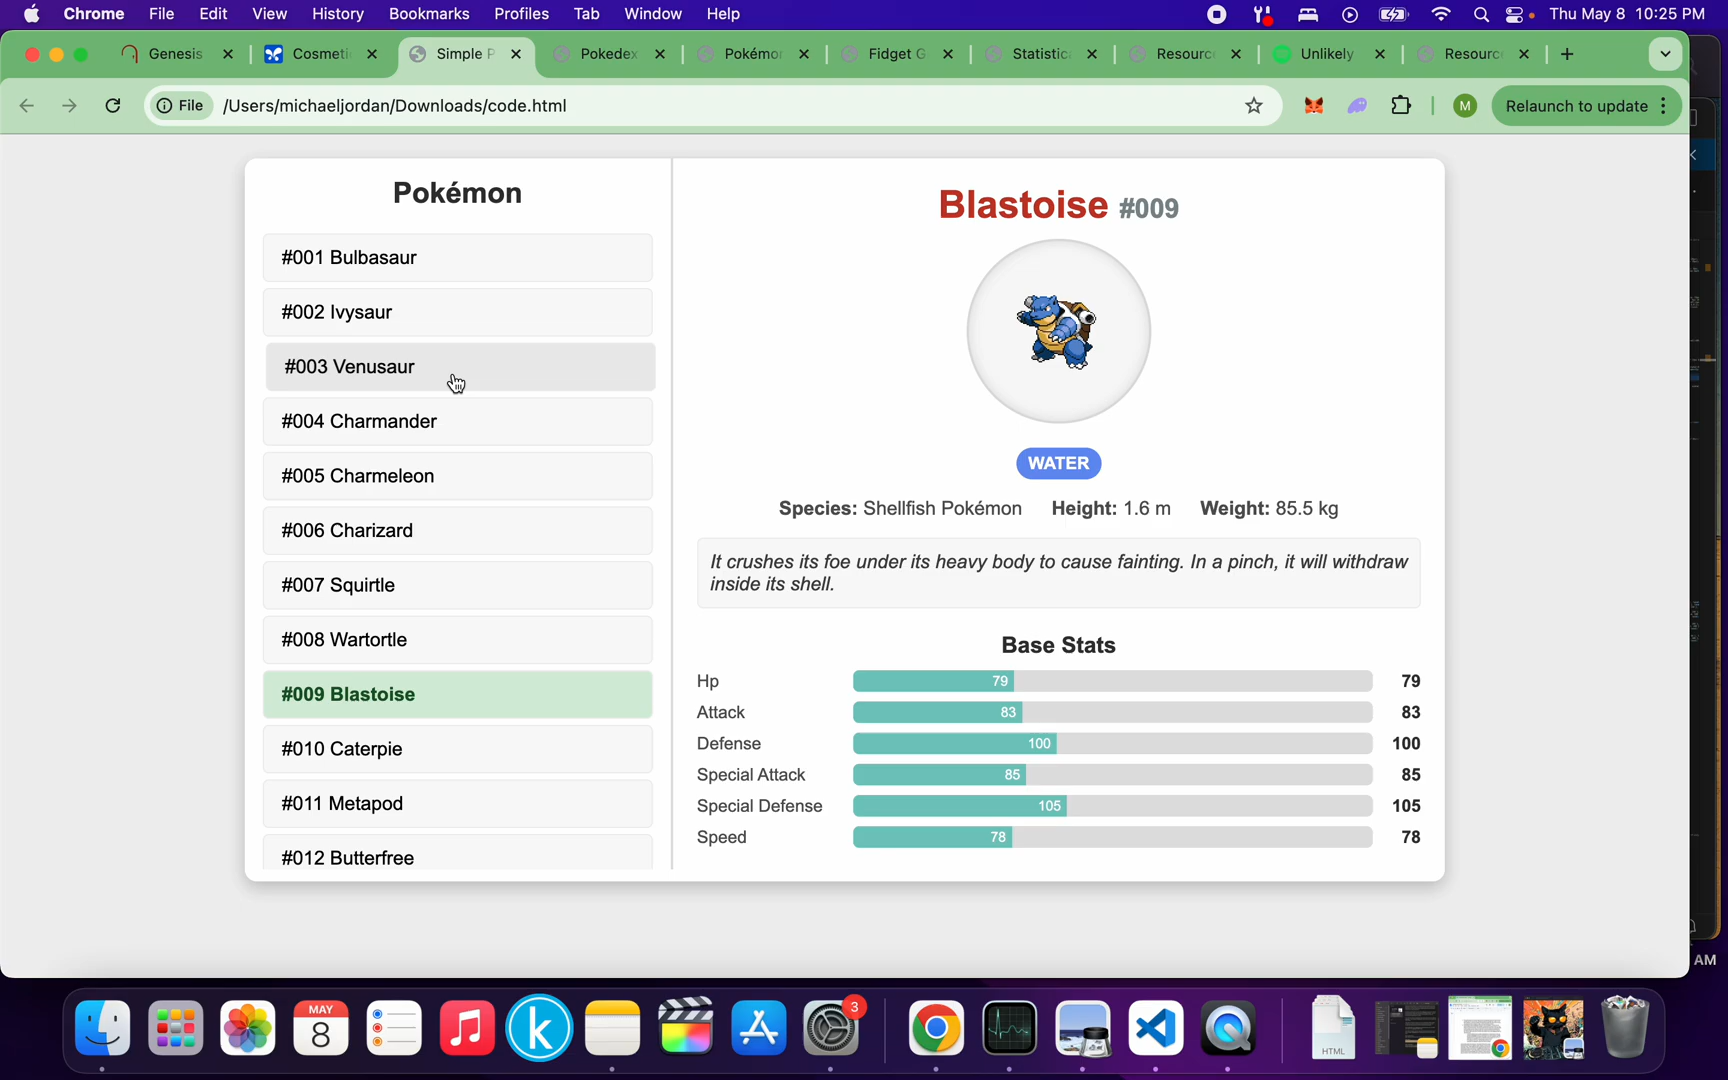 Chrome File Edit View History Bookmarks Profiles Tab Window Help Thu May 8 10:25 PM
Genesis Cosmeti Simple P Pokedex Pokémon Fidget G Statistic Resourc Unlikely Resourc
File /Users/michaeljordan/Downloads/code.html M Relaunch to update
Pokémon
#001 Bulbasaur
#002 Ivysaur
#003 Venusaur
#004 Charmander
#005 Charmeleon
#006 Charizard
#007 Squirtle
#008 Wartortle
#009 Blastoise
#010 Caterpie
#011 Metapod
#012 Butterfree
Blastoise #009
WATER
Species: Shellfish Pokémon Height: 1.6 m Weight: 85.5 kg
It crushes its foe under its heavy body to cause fainting. In a pinch, it will withdraw
inside its shell.
Base Stats
Hp 79 79
Attack 83 83
Defense 100 100
Special Attack 85 85
Special Defense 105 105
Speed 78 78
AM
MAY
8
k
3
HTML